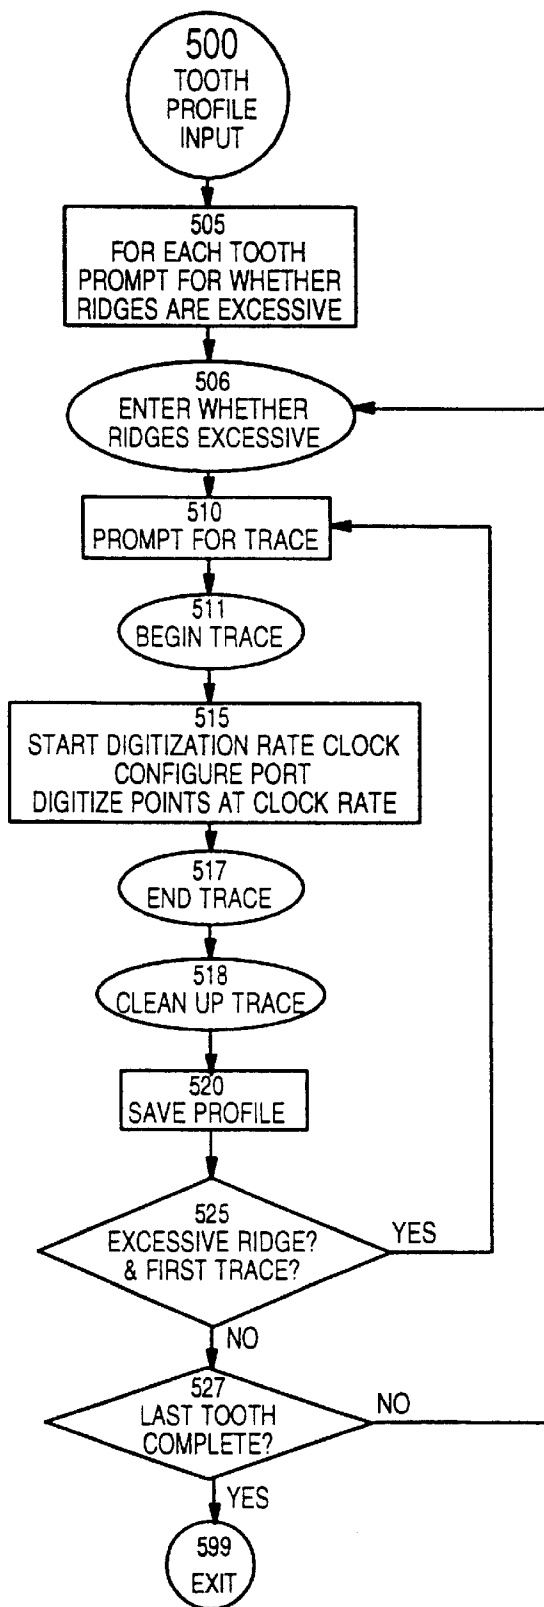 500
TOOTH
PROFILE
INPUT
505
FOR EACH TOOTH
PROMPT FOR WHETHER
RIDGES ARE EXCESSIVE
506
ENTER WHETHER
RIDGES EXCESSIVE
510
PROMPT FOR TRACE
511
BEGIN TRACE
515
START DIGITIZATION RATE CLOCK
CONFIGURE PORT
DIGITIZE POINTS AT CLOCK RATE
517
END TRACE
518
CLEAN UP TRACE
520
SAVE PROFILE
525
EXCESSIVE RIDGE?
& FIRST TRACE?
YES
NO
527
LAST TOOTH
COMPLETE?
NO
YES
599
EXIT